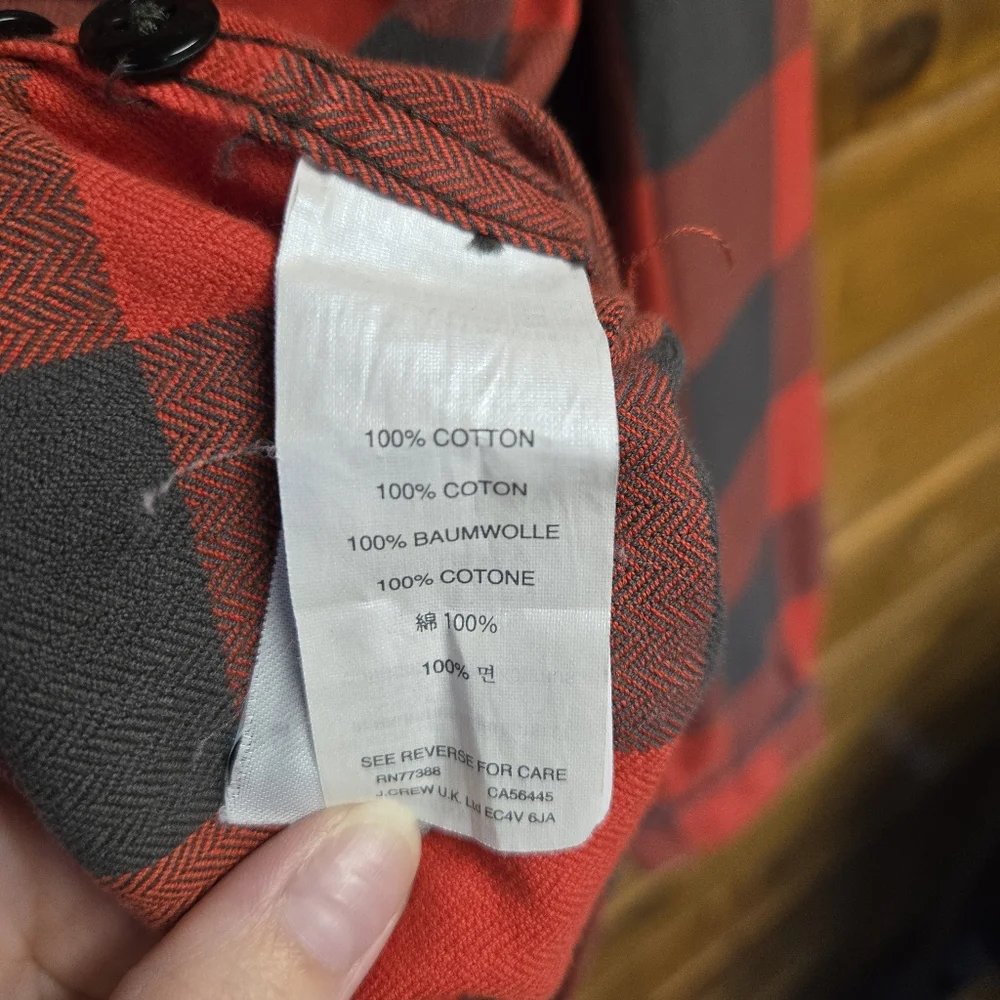 100% COTTON
100% COTON
100% BAUMWOLLE
100% COTONE
綿 100%
100% 면
SEE REVERSE FOR CARE
RN77388 CA56445
J.CREW U.K. Ltd EC4V 6JA